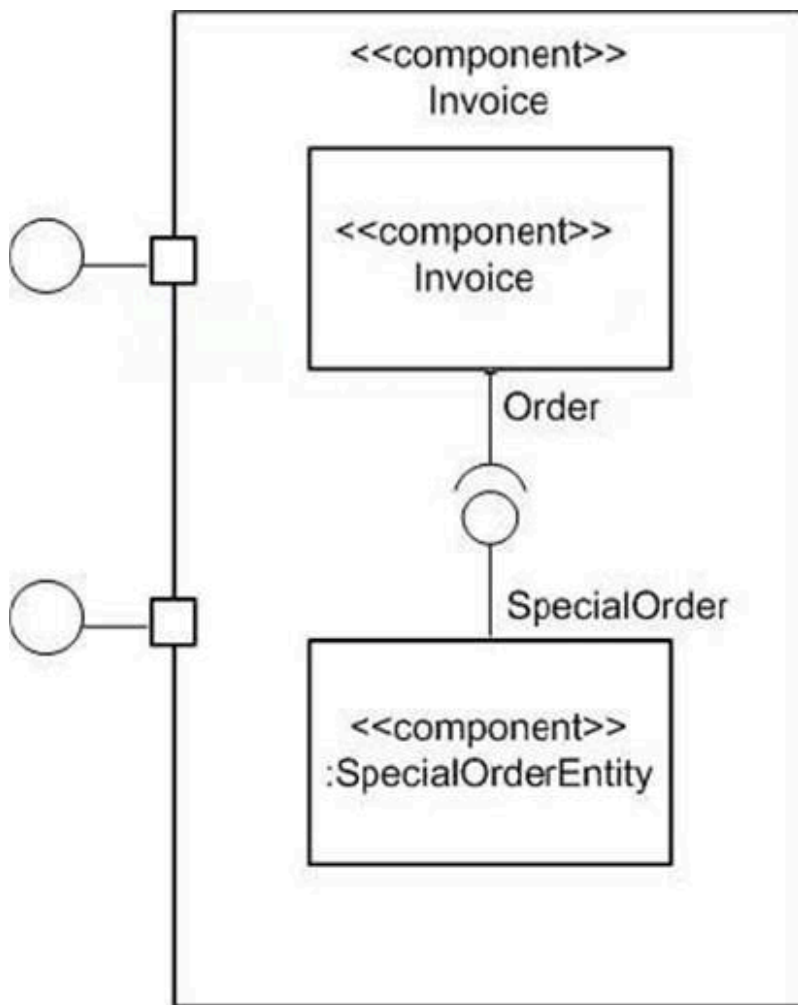 <<component>>
Invoice
<<component>>
Invoice
Order
SpecialOrder
<<component>>
:SpecialOrderEntity